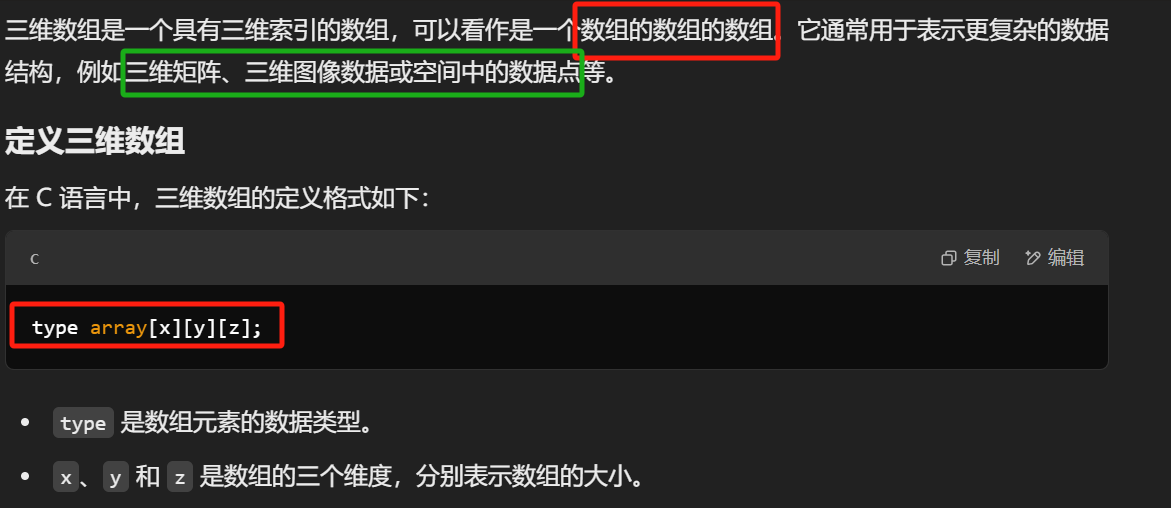 三维数组是一个具有三维索引的数组，可以看作是一个数组的数组的数组。它通常用于表示更复杂的数据
结构，例如三维矩阵、三维图像数据或空间中的数据点等。
定义三维数组
在 C 语言中，三维数组的定义格式如下：
c 复制 编辑
type array[x][y][z];
• type 是数组元素的数据类型。
• x、y 和 z 是数组的三个维度，分别表示数组的大小。